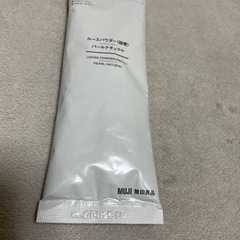 ルースパウダー(詰替)
パールナチュラル
LOOSE POWDER
PEARL NATURAL
MUJI 無印良品